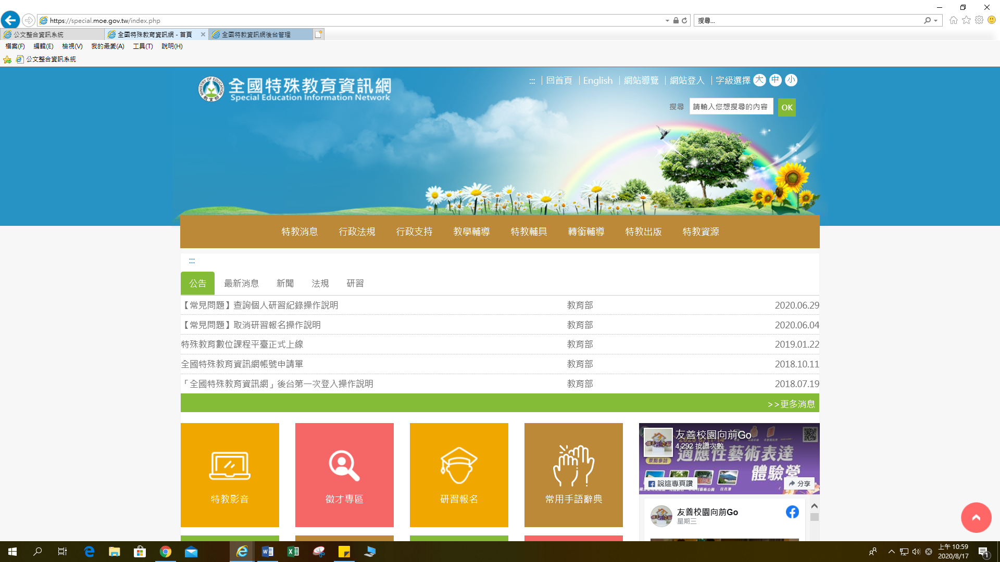 https://special.moe.gov.tw/index.php
搜尋...
公文整合資訊系統
全國特殊教育資訊網 - 首頁
全國特教資訊網後台管理
檔案(F) 編輯(E) 檢視(V) 我的最愛(A) 工具(T) 說明(H)
公文整合資訊系統
全國特殊教育資訊網
Special Education Information Network
::: 回首頁 English 網站導覽 網站登入 字級選擇 大 中 小
搜尋 請輸入您想搜尋的內容 OK
特教消息 行政法規 行政支持 教學輔導 特教輔具 轉銜輔導 特教出版 特教資源
:::
公告 最新消息 新聞 法規 研習
【常見問題】查詢個人研習紀錄操作說明 教育部 2020.06.29
【常見問題】取消研習報名操作說明 教育部 2020.06.04
特殊教育數位課程平臺正式上線 教育部 2019.01.22
全國特殊教育資訊網帳號申請單 教育部 2018.10.11
「全國特殊教育資訊網」後台第一次登入操作說明 教育部 2018.07.19
>>更多消息
特教影音
徵才專區
研習報名
常用手語辭典
友善校園向前Go
4,292 按讚次數
適應性藝術表達
景點參訪
體驗營
日月潭
說這專頁讚
分享
友善校園向前Go
星期三
上午 10:59
2020/8/17
1